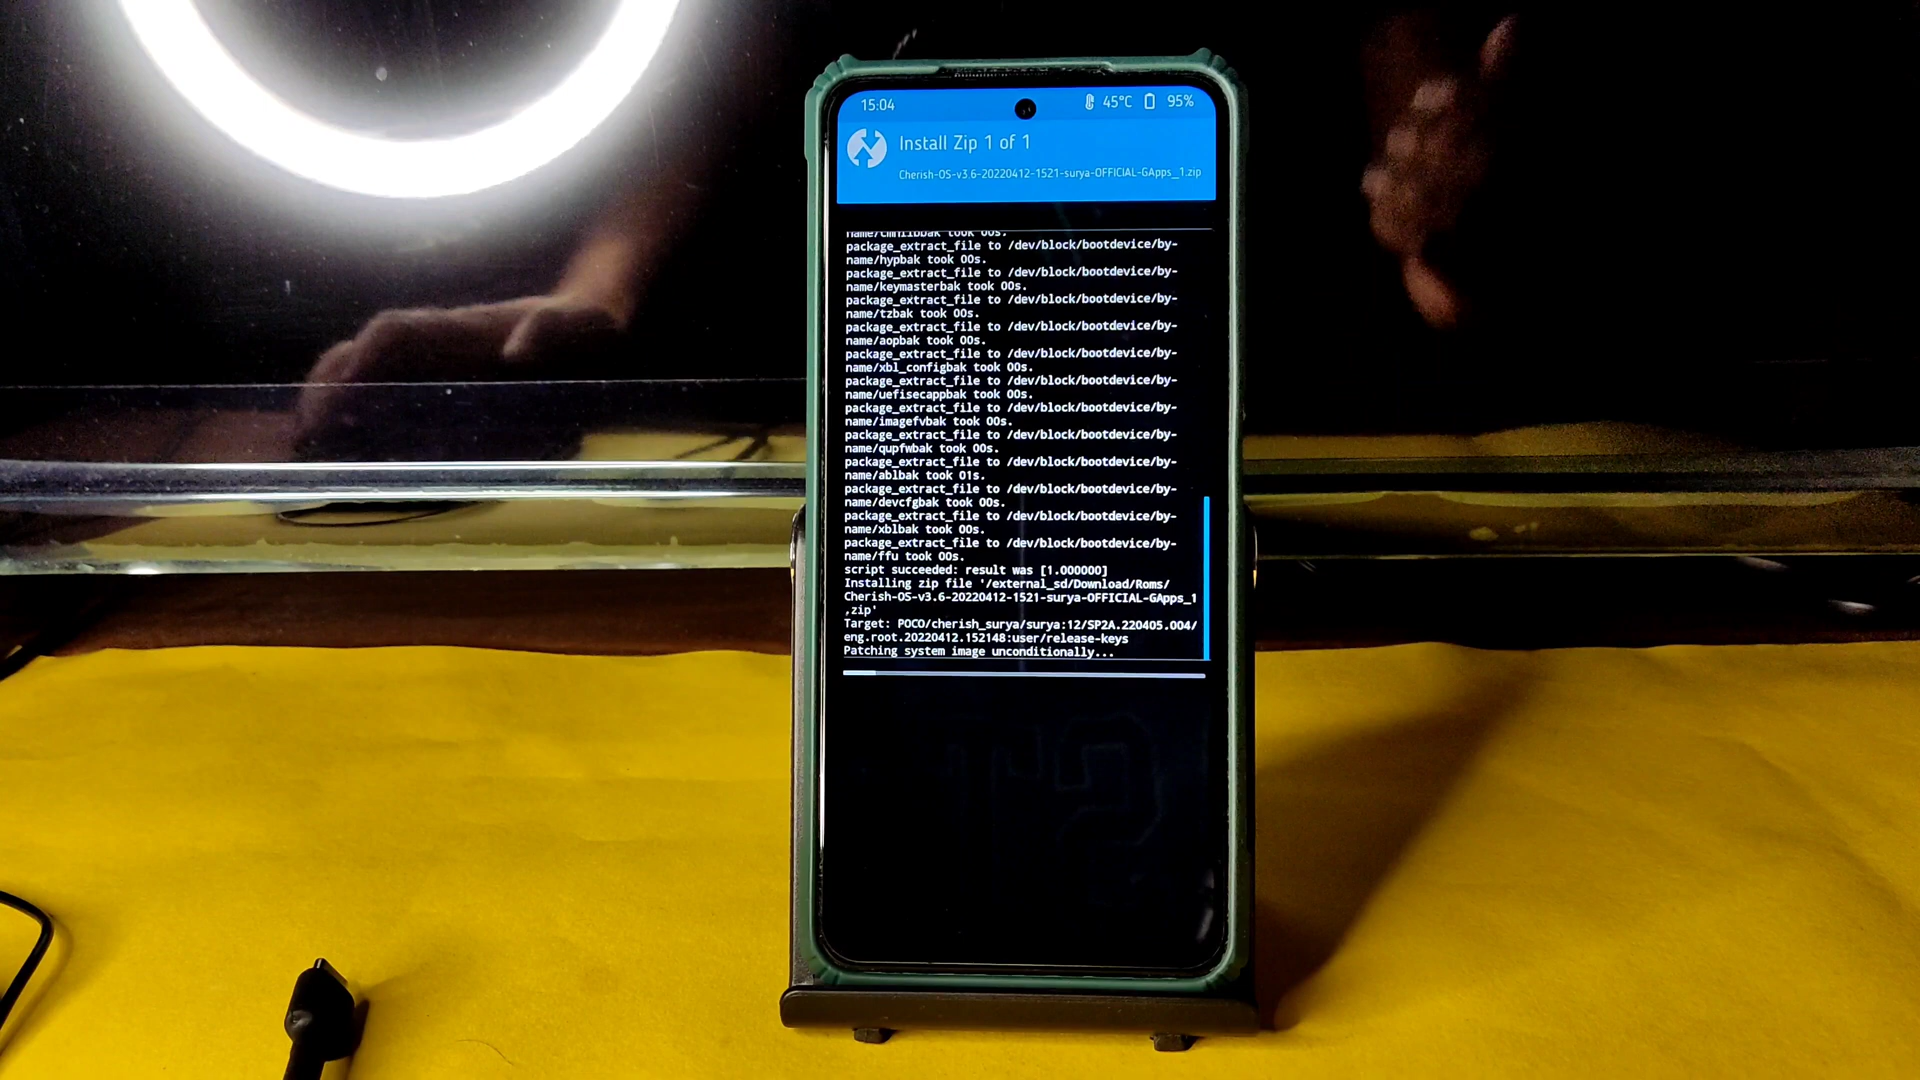 15:04
45°C 95%
Install Zip 1 of 1
Cherish-OS-v3.6-20220412-1521-surya-OFFICIAL-GApps_1.zip
name/cmnlibbak took 00s.
package_extract_file to /dev/block/bootdevice/by-
name/hypbak took 00s.
package_extract_file to /dev/block/bootdevice/by-
name/keymasterbak took 00s.
package_extract_file to /dev/block/bootdevice/by-
name/tzbak took 00s.
package_extract_file to /dev/block/bootdevice/by-
name/aopbak took 00s.
package_extract_file to /dev/block/bootdevice/by-
name/xbl_configbak took 00s.
package_extract_file to /dev/block/bootdevice/by-
name/uefisecappbak took 00s.
package_extract_file to /dev/block/bootdevice/by-
name/imagefvbak took 00s.
package_extract_file to /dev/block/bootdevice/by-
name/qupfwbak took 00s.
package_extract_file to /dev/block/bootdevice/by-
name/ablbak took 01s.
package_extract_file to /dev/block/bootdevice/by-
name/devcfgbak took 00s.
package_extract_file to /dev/block/bootdevice/by-
name/xblbak took 00s.
package_extract_file to /dev/block/bootdevice/by-
name/ffu took 00s.
script succeeded: result was [1.000000]
Installing zip file '/external_sd/Download/Roms/
Cherish-OS-v3.6-20220412-1521-surya-OFFICIAL-GApps_1
.zip'
Target: POCO/cherish_surya/surya:12/SP2A.220405.004/
eng.root.20220412.152148:user/release-keys
Patching system image unconditionally...